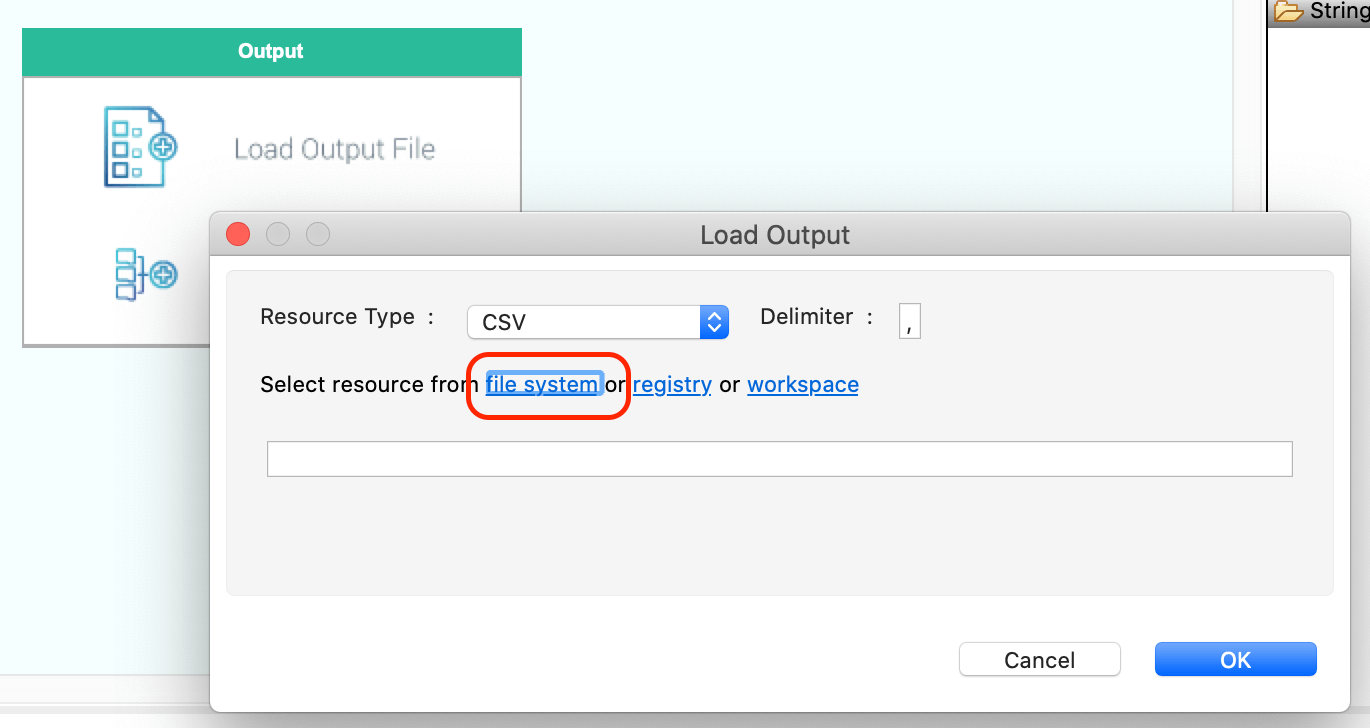 String
Output
Load Output File
Load Output
Resource Type : CSV Delimiter : ,
Select resource from file system or registry or workspace
Cancel OK